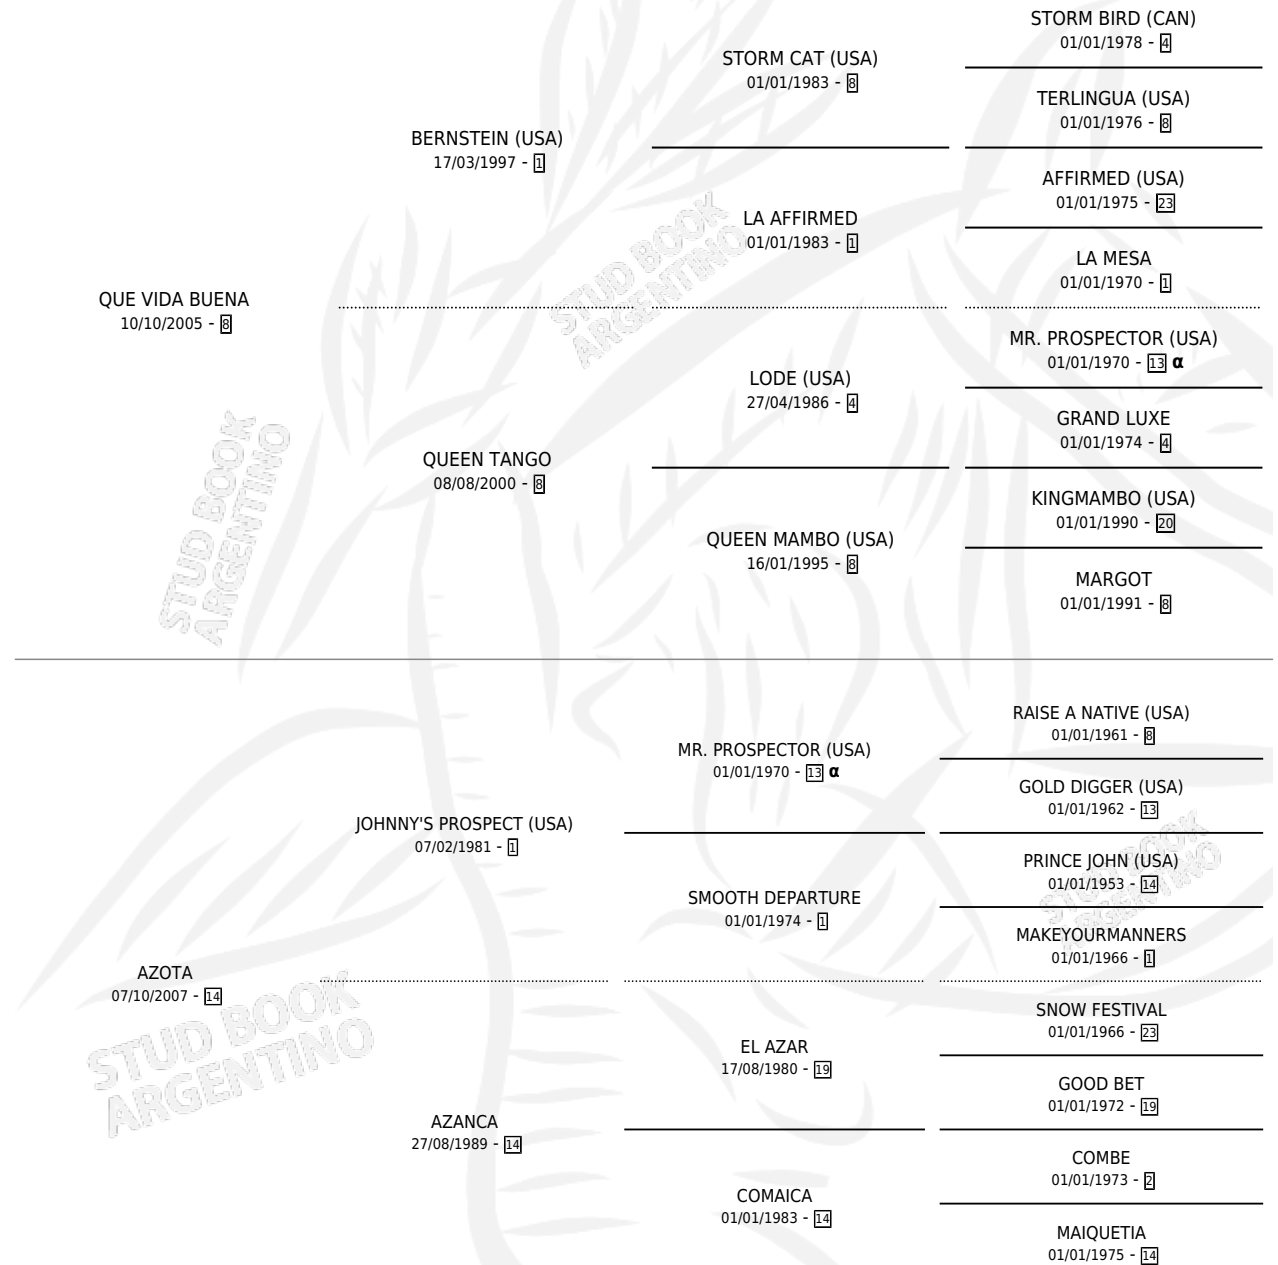 STORM BIRD (CAN)
01/01/1978 - 4
STORM CAT (USA)
01/01/1983 - 8
TERLINGUA (USA)
01/01/1976 - 8
BERNSTEIN (USA)
17/03/1997 - 1
AFFIRMED (USA)
01/01/1975 - 23
LA AFFIRMED
01/01/1983 - 1
LA MESA
01/01/1970 - 1
QUE VIDA BUENA
10/10/2005 - 8
MR. PROSPECTOR (USA)
01/01/1970 - 13 α
LODE (USA)
27/04/1986 - 4
GRAND LUXE
01/01/1974 - 4
QUEEN TANGO
08/08/2000 - 8
KINGMAMBO (USA)
01/01/1990 - 20
QUEEN MAMBO (USA)
16/01/1995 - 8
MARGOT
01/01/1991 - 8
RAISE A NATIVE (USA)
01/01/1961 - 8
MR. PROSPECTOR (USA)
01/01/1970 - 13 α
GOLD DIGGER (USA)
01/01/1962 - 13
JOHNNY'S PROSPECT (USA)
07/02/1981 - 1
PRINCE JOHN (USA)
01/01/1953 - 14
SMOOTH DEPARTURE
01/01/1974 - 1
MAKEYOURMANNERS
01/01/1966 - 1
AZOTA
07/10/2007 - 14
SNOW FESTIVAL
01/01/1966 - 23
EL AZAR
17/08/1980 - 19
GOOD BET
01/01/1972 - 19
AZANCA
27/08/1989 - 14
COMBE
01/01/1973 - 2
COMAICA
01/01/1983 - 14
MAIQUETIA
01/01/1975 - 14
STUD BOOK
ARGENTINO
STUD BOOK
ARGENTINO
STUD BOOK
ARGENTINO
STUD BOOK
ARGENTINO